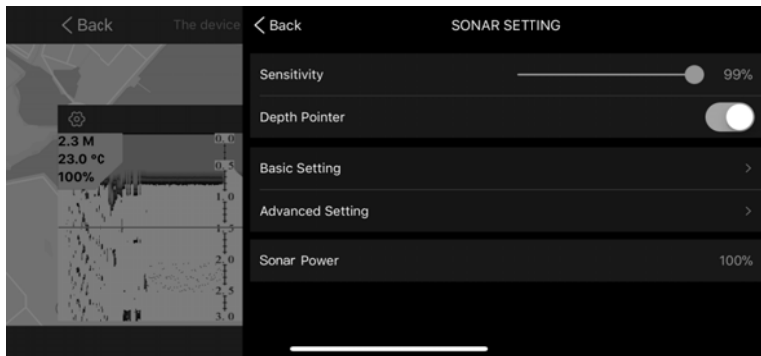 Back
The device
2.3 M
23.0 °C
100%
0.0
0.5
1.0
1.5
2.0
2.5
3.0
Back
SONAR SETTING
Sensitivity
99%
Depth Pointer
Basic Setting
Advanced Setting
Sonar Power
100%